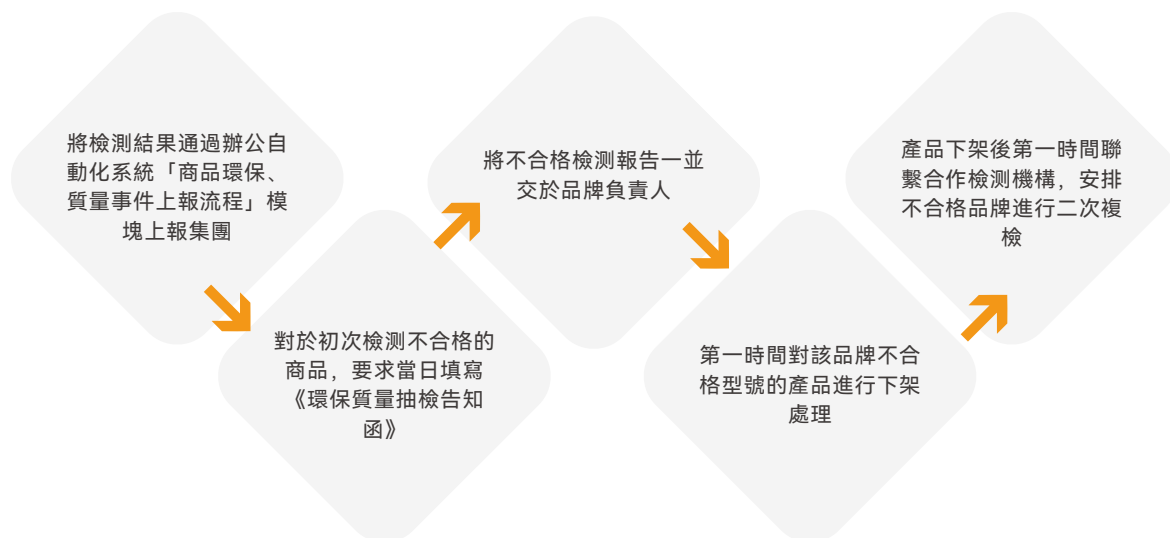 將檢測結果通過辦公自
動化系統「商品環保、
質量事件上報流程」模
塊上報集團
對於初次檢测不合格的
商品，要求當日填寫
《環保質量抽檢告知
函》
將不合格檢测報告一並
交於品牌負責人
第一時間對該品牌不合
格型號的產品進行下架
處理
產品下架後第一時間聯
繫合作檢测機構，安排
不合格品牌進行二次複
檢